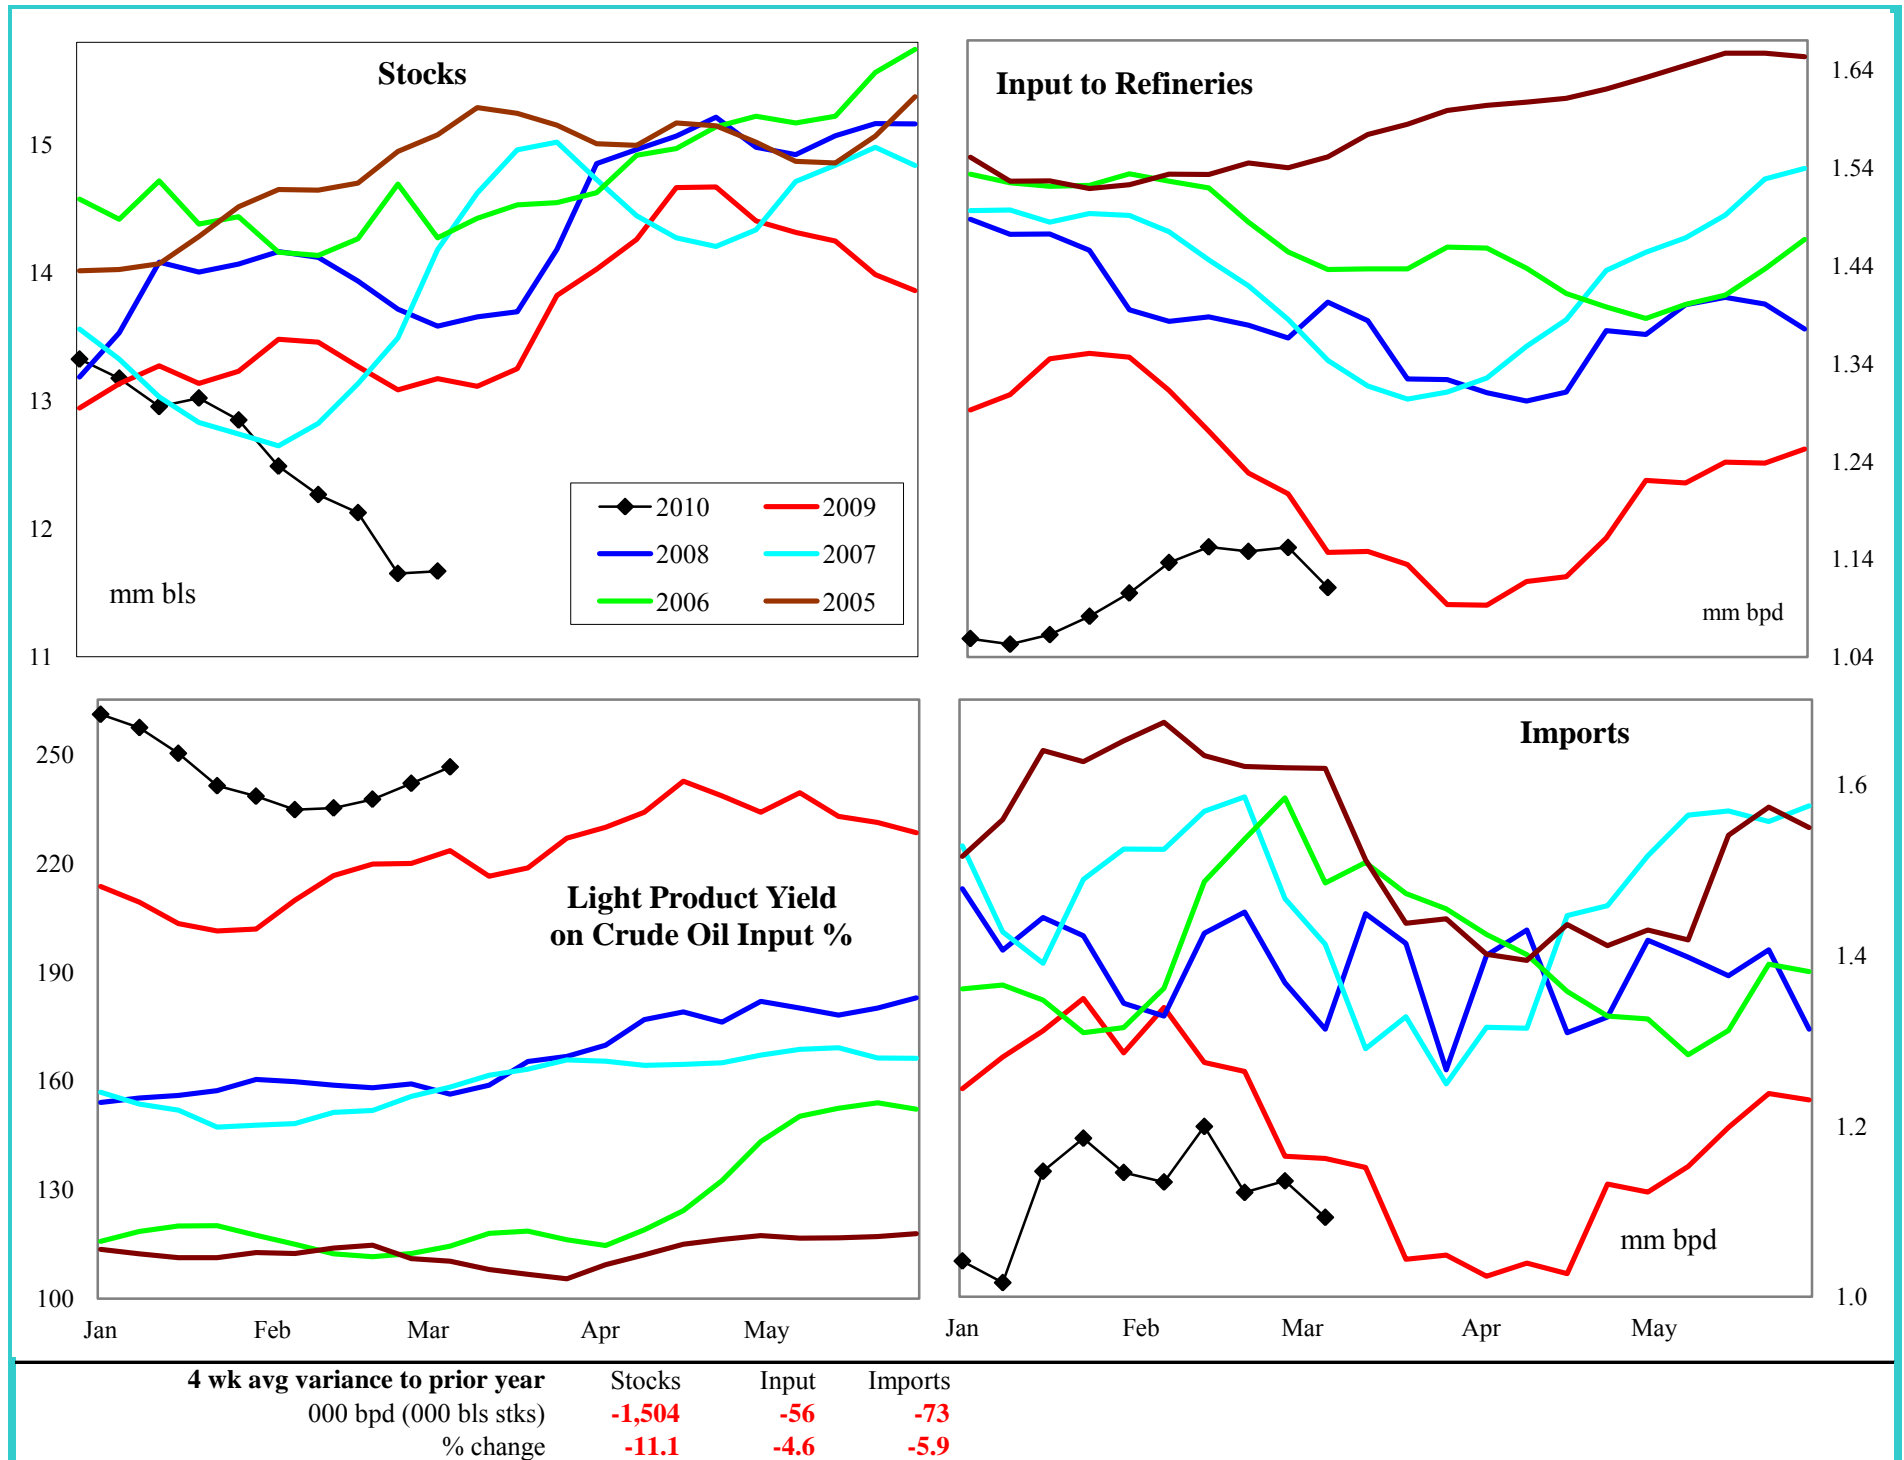 Stocks
15
14
13
12
11
mm bls
2010 2009
2008 2007
2006 2005
Input to Refineries
1.64
1.54
1.44
1.34
1.24
1.14
1.04
mm bpd
250
220
190
160
130
100
Light Product Yield
on Crude Oil Input %
Jan Feb Mar Apr May
Imports
1.6
1.4
1.2
1.0
mm bpd
Jan Feb Mar Apr May
4 wk avg variance to prior year Stocks Input Imports
000 bpd (000 bls stks) -1,504 -56 -73
% change -11.1 -4.6 -5.9